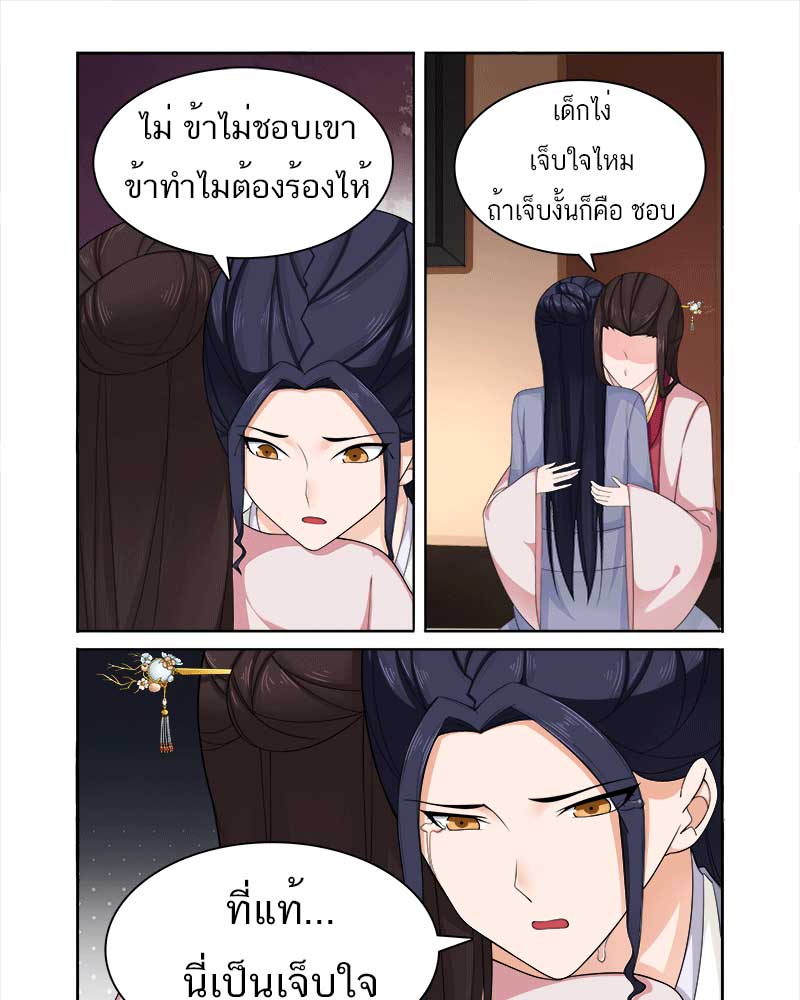 ไม่ ข้าไม่ชอบเขา
ข้าทำไมต้องร้องไห้
เด็กไง่
เจ็บใจไหม
ถ้าเจ็บงั้นก็คือ ชอบ
ที่แท้...
นี่เป็นเจ็บใจ